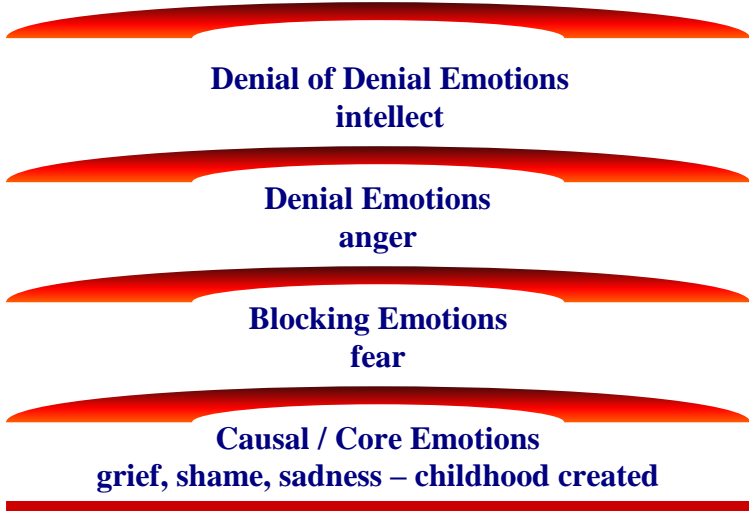 Denial of Denial Emotions
intellect
Denial Emotions
anger
Blocking Emotions
fear
Causal / Core Emotions
grief, shame, sadness – childhood created